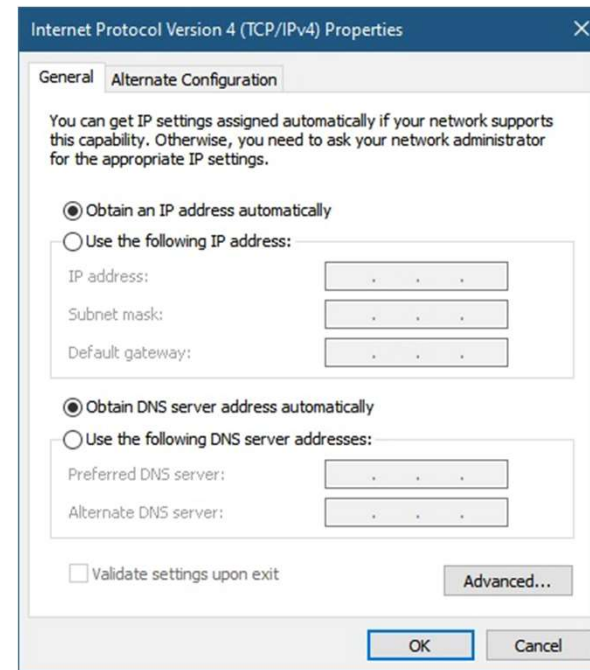 Internet Protocol Version 4 (TCP/IPv4) Properties
General
Alternate Configuration
You can get IP settings assigned automatically if your network supports
this capability. Otherwise, you need to ask your network administrator
for the appropriate IP settings.
Obtain an IP address automatically
Use the following IP address:
IP address:
Subnet mask:
Default gateway:
Obtain DNS server address automatically
Use the following DNS server addresses:
Preferred DNS server:
Alternate DNS server:
Validate settings upon exit
Advanced...
OK
Cancel